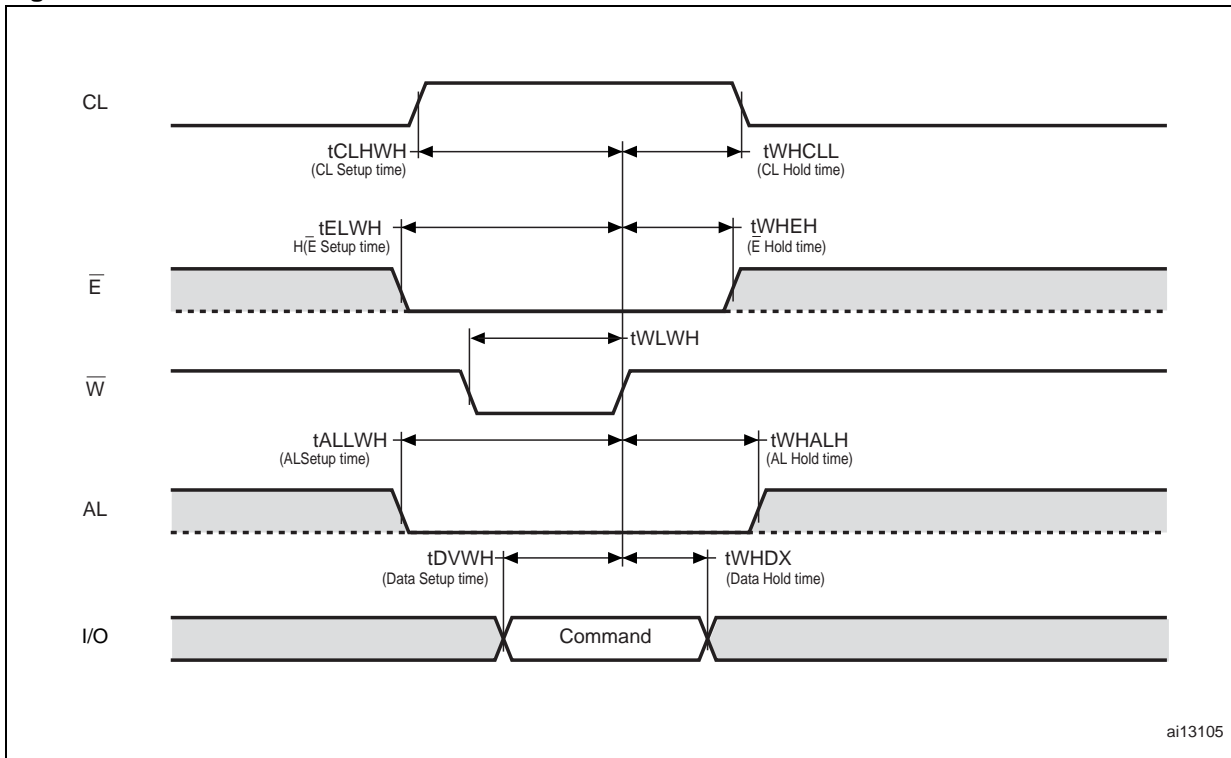 CL
tCLHWH
(CL Setup time)
tWHCLL
(CL Hold time)
tELWH
H(E̅ Setup time)
tWHEH
(E̅ Hold time)
E̅
tWLWH
W̅
tALLWH
(ALSetup time)
tWHALH
(AL Hold time)
AL
tDVWH
(Data Setup time)
tWHDX
(Data Hold time)
I/O
Command
ai13105